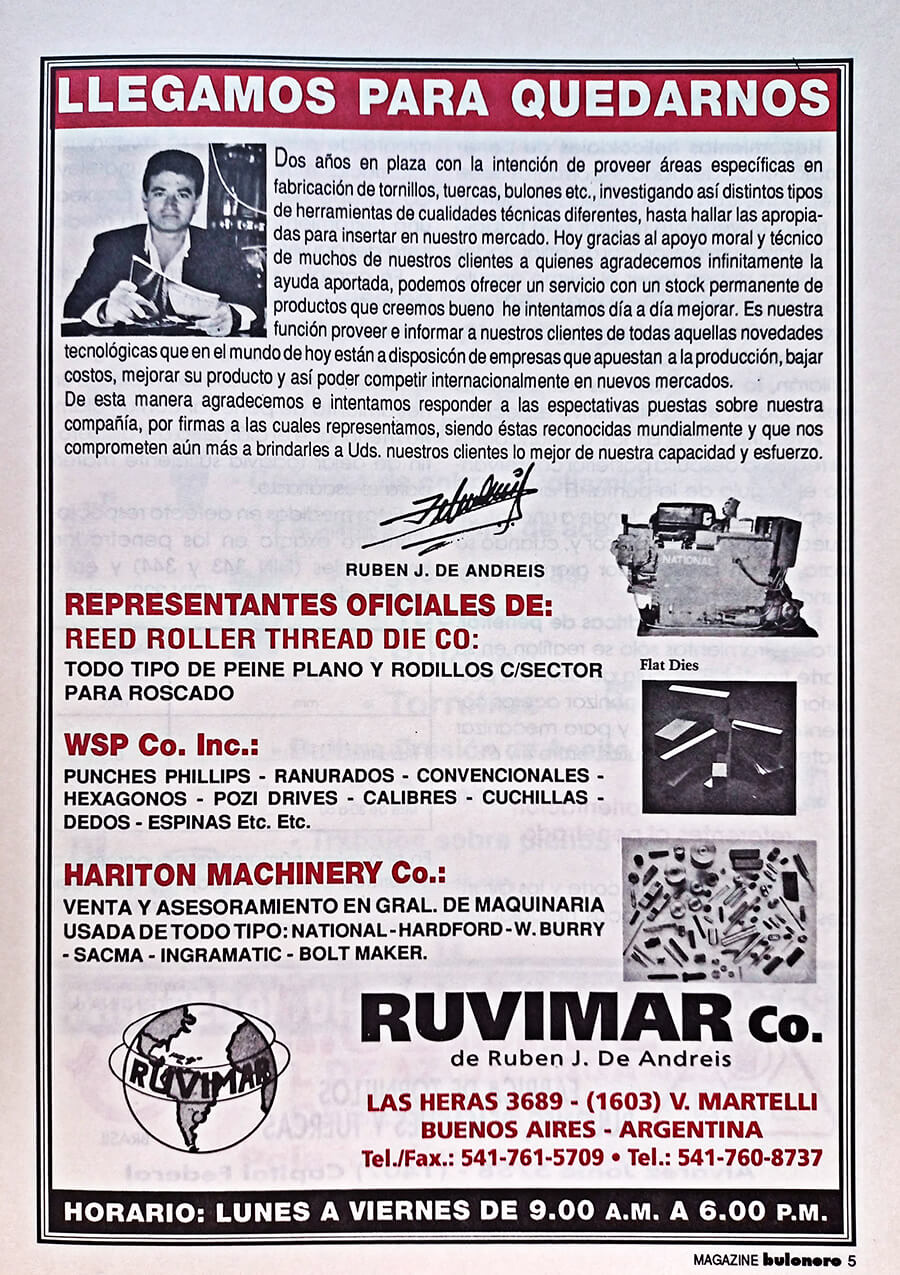 LLEGAMOS PARA QUEDARNOS
Dos años en plaza con la intención de proveer áreas específicas en
fabricación de tornillos, tuercas, bulones etc., investigando así distintos tipos
de herramientas de cualidades técnicas diferentes, hasta hallar las apropia-
das para insertar en nuestro mercado. Hoy gracias al apoyo moral y técnico
de muchos de nuestros clientes a quienes agradecemos infinitamente la
ayuda aportada, podemos ofrecer un servicio con un stock permanente de
productos que creemos bueno he intentamos día a día mejorar. Es nuestra
función proveer e informar a nuestros clientes de todas aquellas novedades
tecnológicas que en el mundo de hoy están a disposicón de empresas que apuestan a la producción, bajar
costos, mejorar su producto y así poder competir internacionalmente en nuevos mercados.
De esta manera agradecemos e intentamos responder a las espectativas puestas sobre nuestra
compañía, por firmas a las cuales representamos, siendo éstas reconocidas mundialmente y que nos
comprometen aún más a brindarles a Uds. nuestros clientes lo mejor de nuestra capacidad y esfuerzo.
RUBEN J. DE ANDREIS
NATIONAL
REPRESENTANTES OFICIALES DE:
REED ROLLER THREAD DIE CO:
TODO TIPO DE PEINE PLANO Y RODILLOS C/SECTOR
PARA ROSCADO
Flat Dies
WSP Co. Inc.:
PUNCHES PHILLIPS - RANURADOS - CONVENCIONALES -
HEXAGONOS - POZI DRIVES - CALIBRES - CUCHILLAS -
DEDOS - ESPINAS Etc. Etc.
HARITON MACHINERY Co.:
VENTA Y ASESORAMIENTO EN GRAL. DE MAQUINARIA
USADA DE TODO TIPO: NATIONAL - HARDFORD - W. BURRY
- SACMA - INGRAMATIC - BOLT MAKER.
RUVIMAR
RUVIMAR Co.
de Ruben J. De Andreis
LAS HERAS 3689 - (1603) V. MARTELLI
BUENOS AIRES - ARGENTINA
Tel./Fax.: 541-761-5709 • Tel.: 541-760-8737
HORARIO: LUNES A VIERNES DE 9.00 A.M. A 6.00 P.M.
MAGAZINE bulonero 5